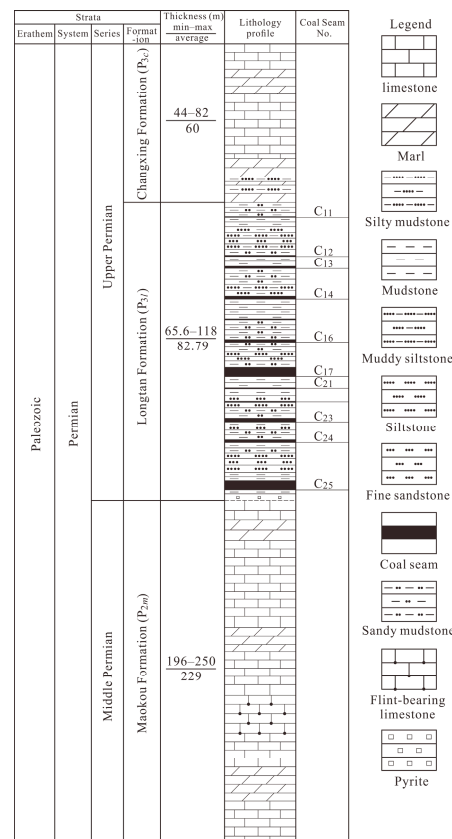 Strata
Erathem System Series Format-ion
Thickness (m)
min–max
average
Lithology
profile
Coal Seam
No.
Paleozoic
Permian
Upper Permian
Middle Permian
Changxing Formation (P3c)
44–82
60
Longtan Formation (P3l)
65.6–118
82.79
Maokou Formation (P2m)
196–250
229
C11
C12
C13
C14
C16
C17
C21
C23
C24
C25
Legend
limestone
Marl
Silty mudstone
Mudstone
Muddy siltstone
Siltstone
Fine sandstone
Coal seam
Sandy mudstone
Flint-bearing
limestone
Pyrite